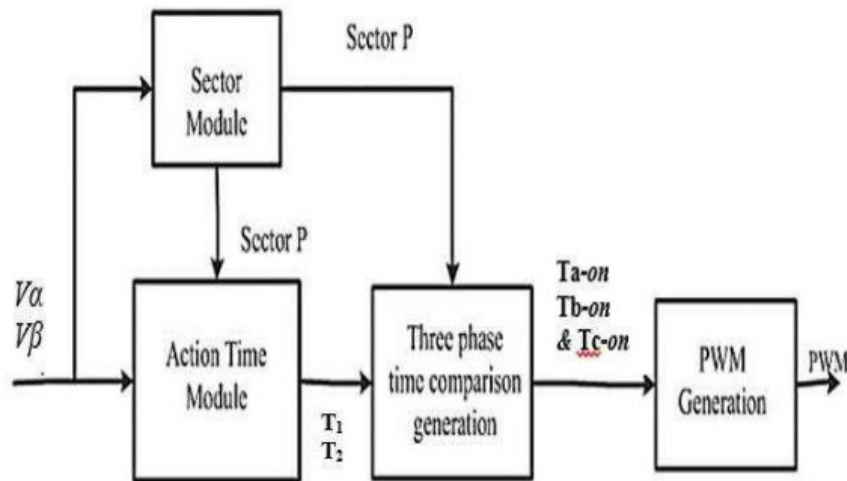 Sector P
Sector
Module
Sector P
Vα
Vβ
Action Time
Module
T₁
T₂
Three phase
time comparison
generation
Ta-on
Tb-on
& Tc-on
PWM
Generation
PWM